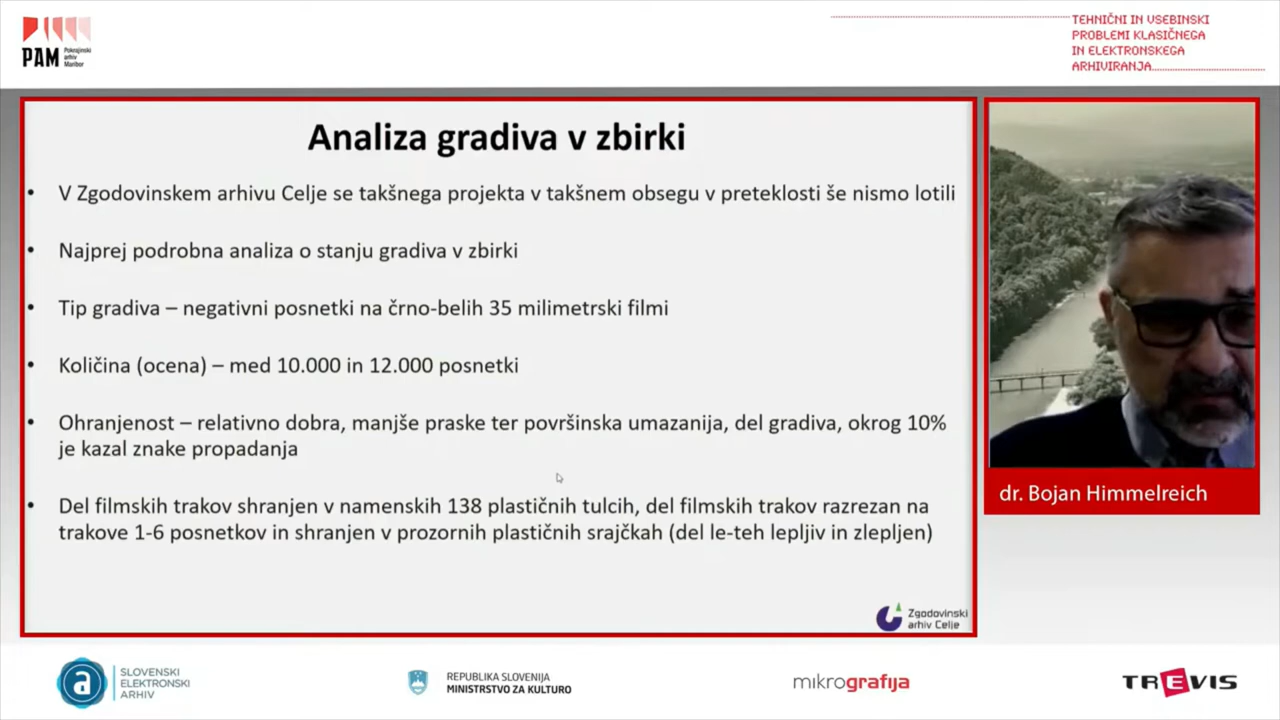 PAM
Pokrajinski
arhiv
Maribor
TEHNIČNI IN VSEBINSKI
PROBLEMI KLASIČNEGA
IN ELEKTRONSKEGA
ARHIVIRANJA
Analiza gradiva v zbirki
• V Zgodovinskem arhivu Celje se takšnega projekta v takšnem obsegu v preteklosti še nismo lotili
• Najprej podrobna analiza o stanju gradiva v zbirki
• Tip gradiva – negativni posnetki na črno-belih 35 milimetrski filmi
• Količina (ocena) – med 10.000 in 12.000 posnetki
• Ohranjenost – relativno dobra, manjše praske ter površinska umazanija, del gradiva, okrog 10%
je kazal znake propadanja
• Del filmskih trakov shranjen v namenskih 138 plastičnih tulcih, del filmskih trakov razrezan na
trakove 1-6 posnetkov in shranjen v prozornih plastičnih srajčkah (del le-teh lepljiv in zlepljen)
Zgodovinski
arhiv Celje
dr. Bojan Himmelreich
a
SLOVENSKI
ELEKTRONSKI
ARHIV
REPUBLIKA SLOVENIJA
MINISTRSTVO ZA KULTURO
mikrografija
TREVIS